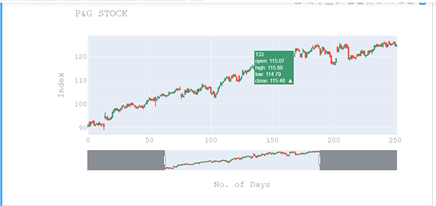 P&G STOCK
120
110
100
90
Index
133
open: 115.07
high: 115.88
low: 114.79
close: 115.48 ▲
0 50 100 150 200 250
No. of Days